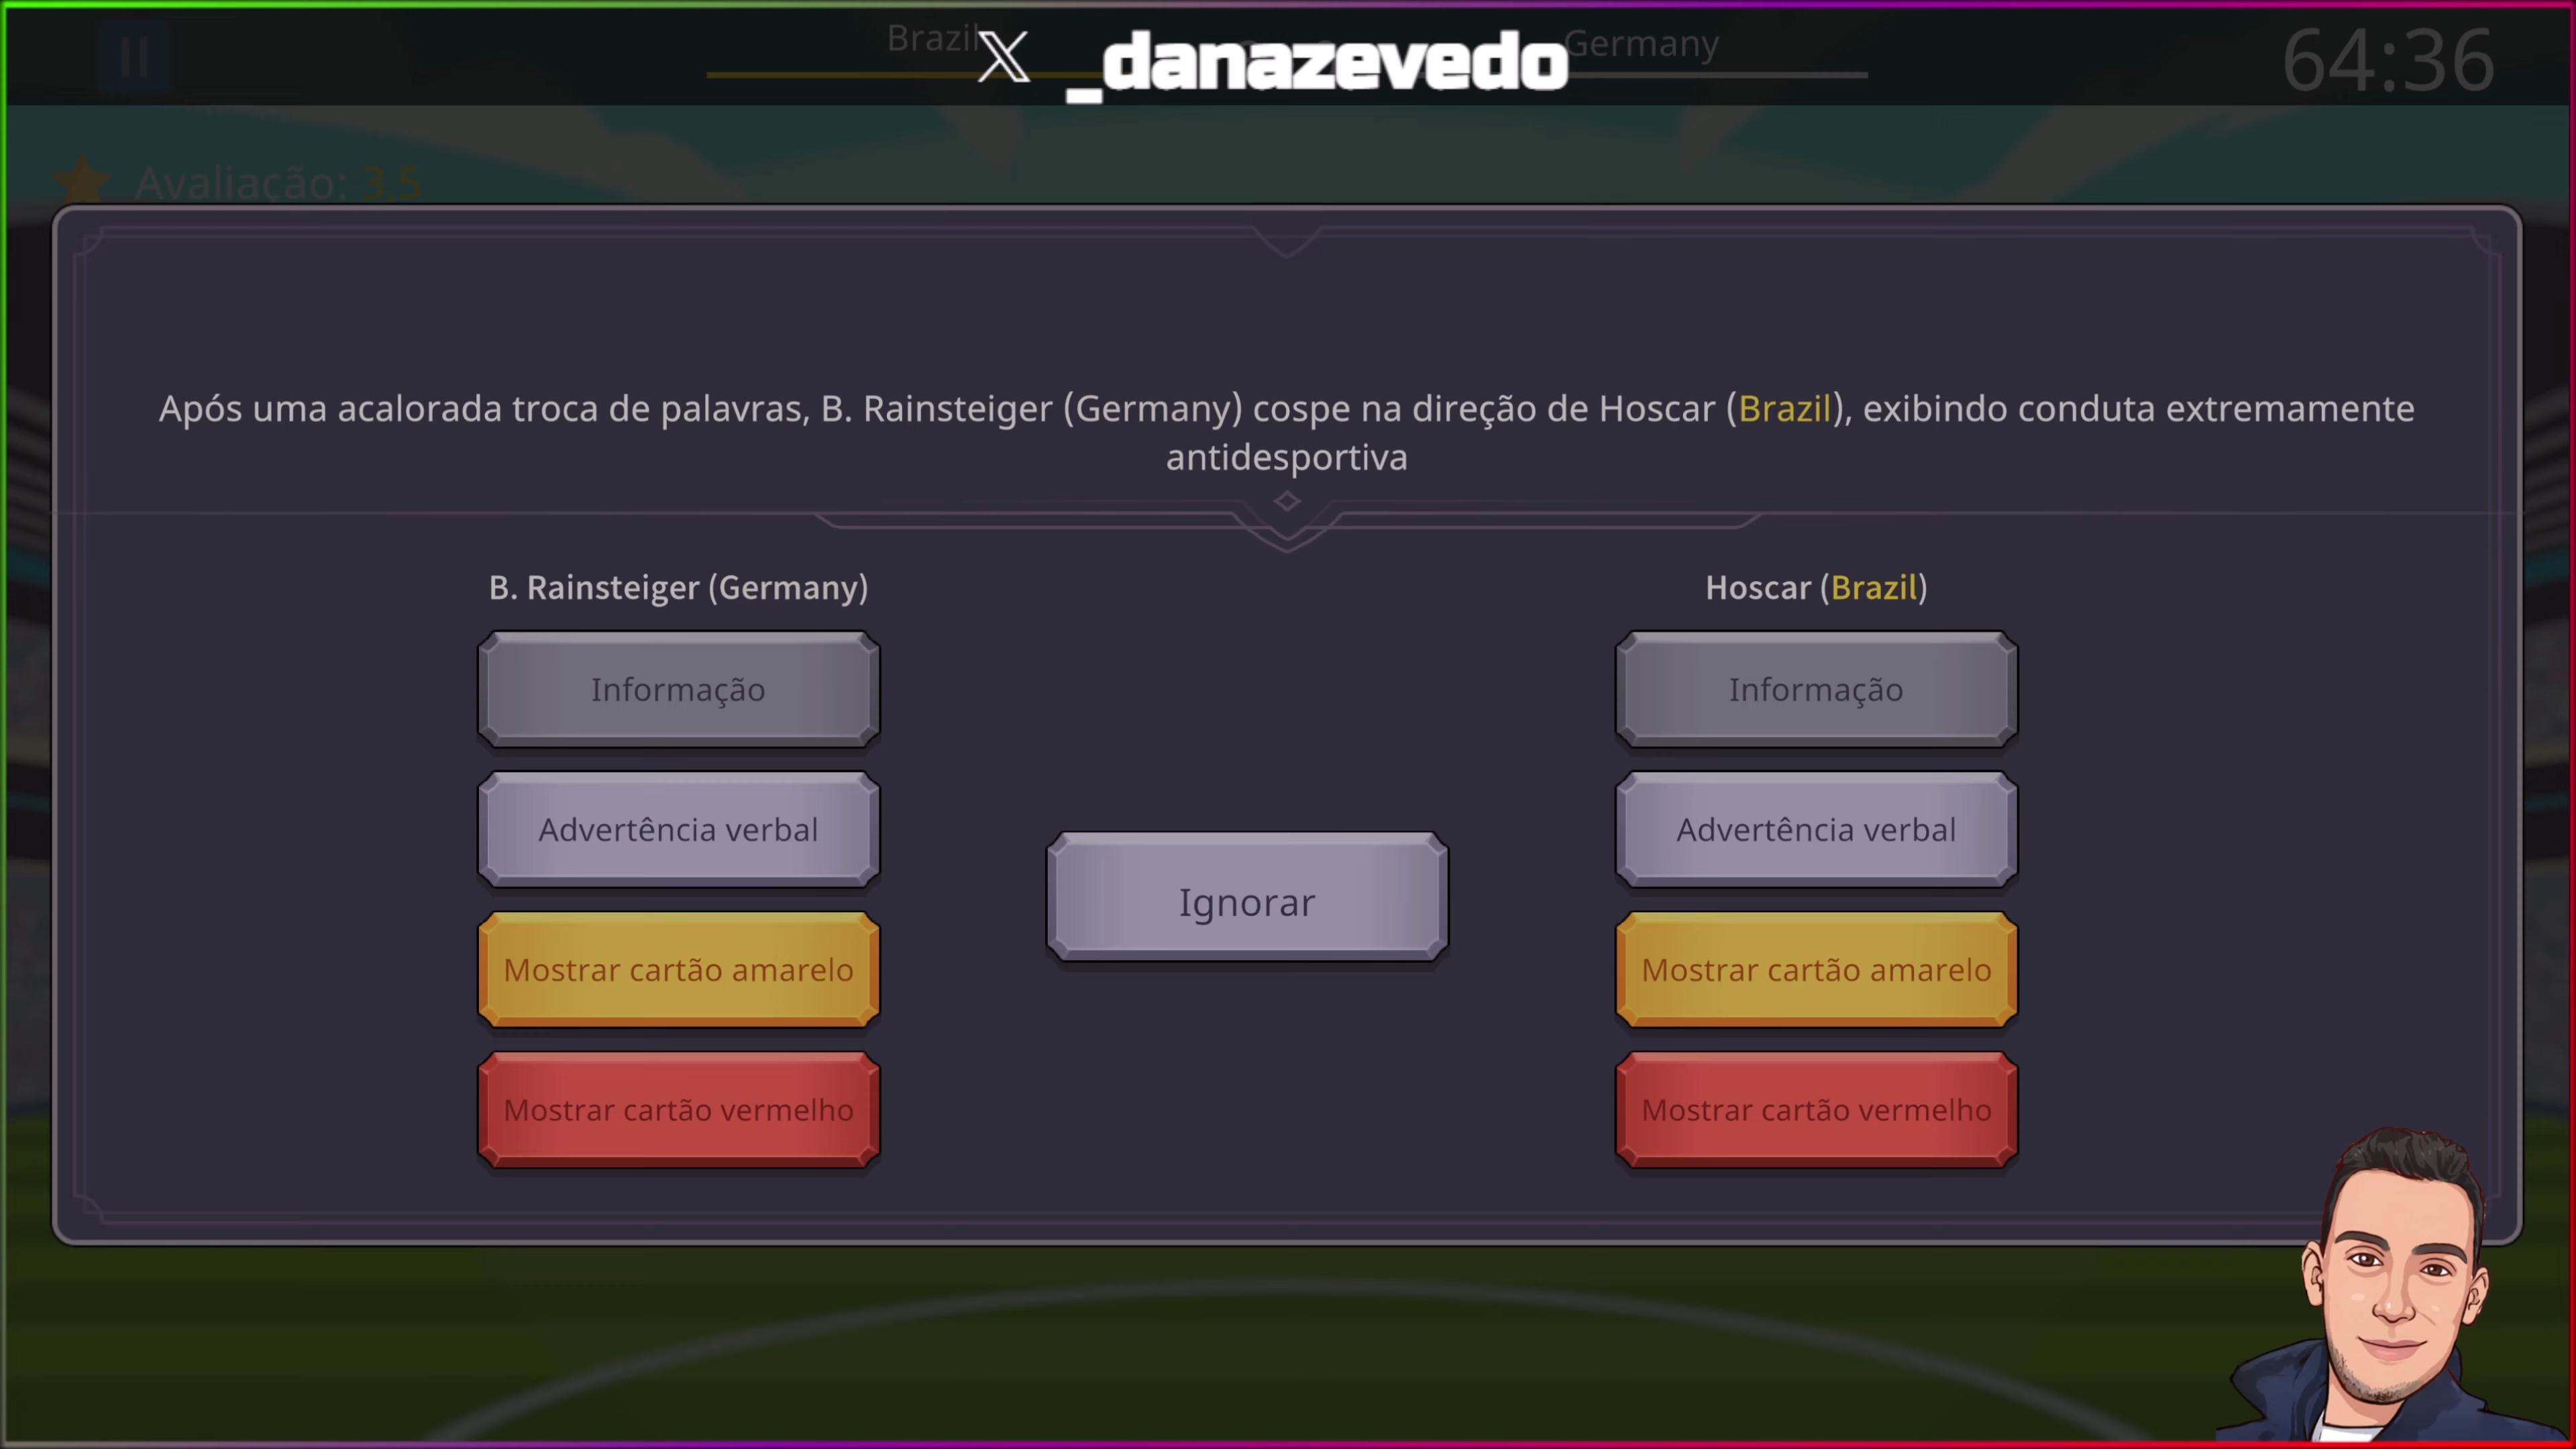 Brazil
X _danazevedo
Germany
64:36
Avaliação: 3.5
Após uma acalorada troca de palavras, B. Rainsteiger (Germany) cospe na direção de Hoscar (Brazil), exibindo conduta extremamente
antidesportiva
B. Rainsteiger (Germany)
Hoscar (Brazil)
Informação
Informação
Advertência verbal
Advertência verbal
Ignorar
Mostrar cartão amarelo
Mostrar cartão amarelo
Mostrar cartão vermelho
Mostrar cartão vermelho